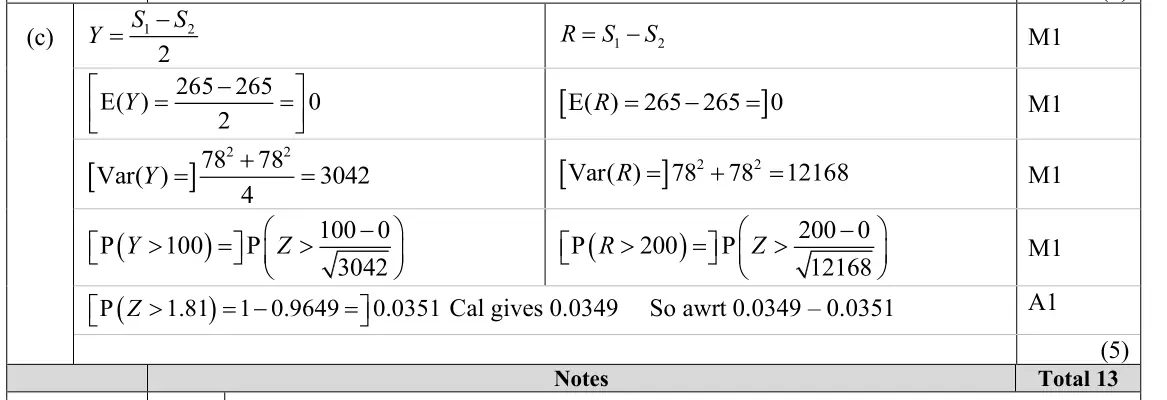 (c) Y = (S₁ − S₂)/2 R = S₁ − S₂ M1
[E(Y) = (265 − 265)/2 =] 0 [E(R) = 265 − 265 =] 0 M1
[Var(Y) =] (78² + 78²)/4 = 3042 [Var(R) =] 78² + 78² = 12168 M1
[P(Y > 100) =] P(Z > (100 − 0)/√3042) [P(R > 200) =] P(Z > (200 − 0)/√12168) M1
[P(Z > 1.81) = 1 − 0.9649 =] 0.0351 Cal gives 0.0349 So awrt 0.0349 – 0.0351 A1
(5)
Notes Total 13